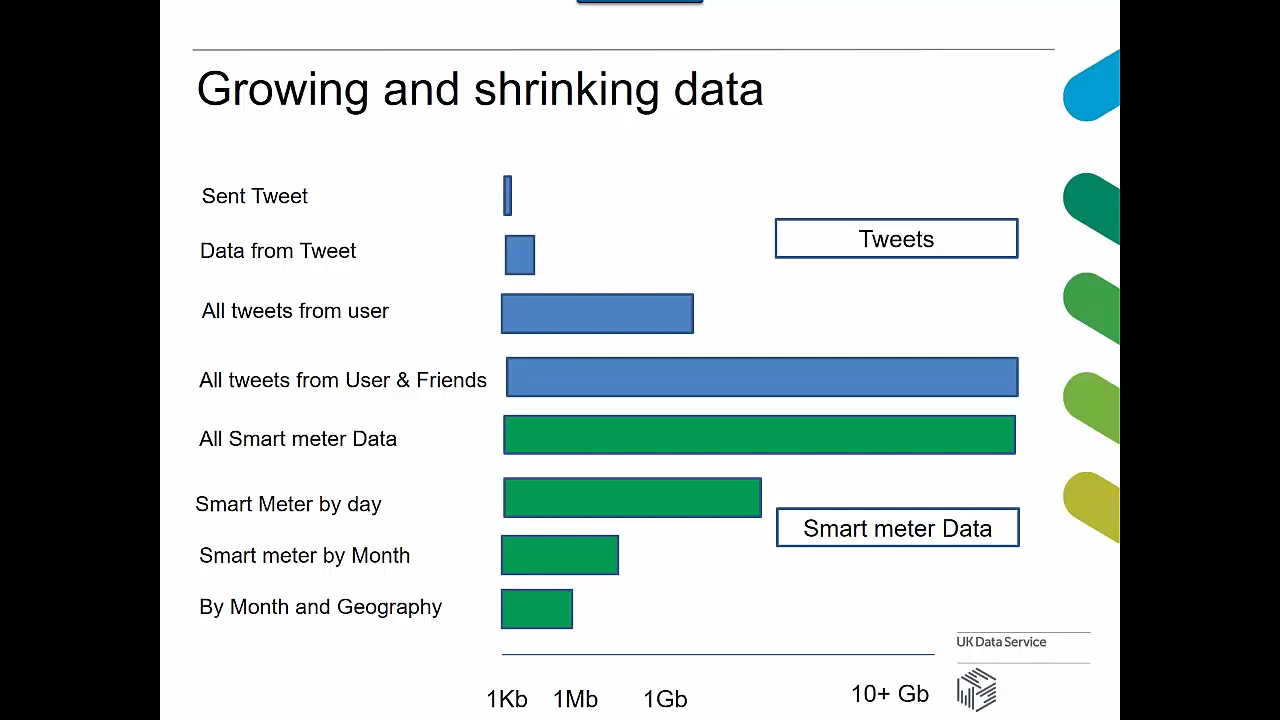 Growing and shrinking data
Sent Tweet
Data from Tweet
Tweets
All tweets from user
All tweets from User & Friends
All Smart meter Data
Smart Meter by day
Smart meter Data
Smart meter by Month
By Month and Geography
UK Data Service
1Kb 1Mb 1Gb 10+ Gb